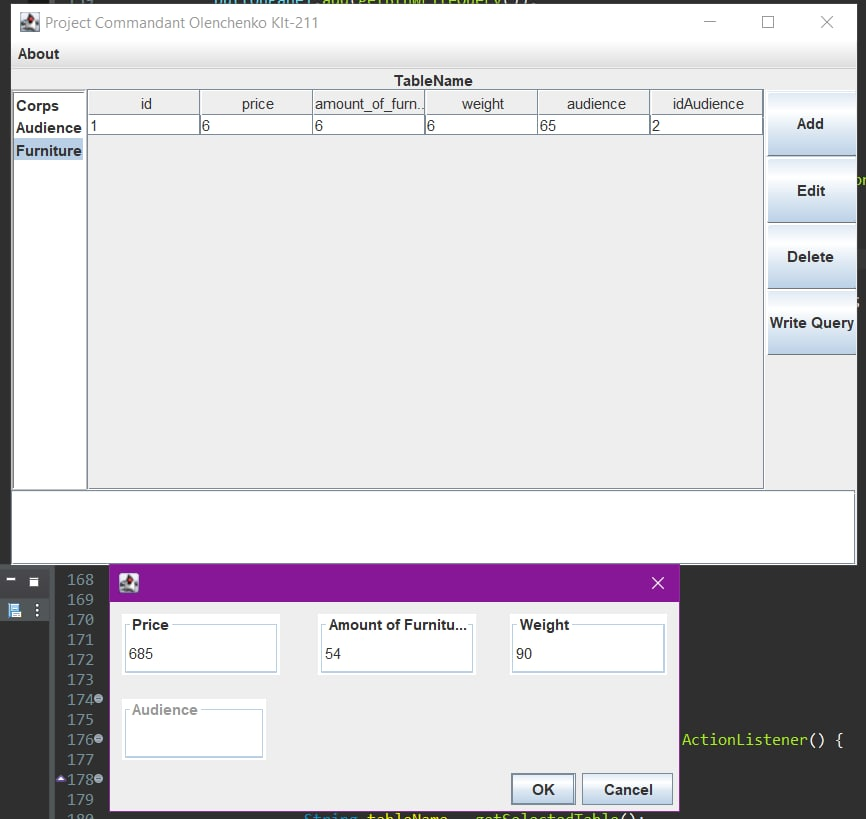 Project Commandant Olenchenko KIt-211
About
TableName
Corps
Audience
Furniture
id price amount_of_furn... weight audience idAudience
1 6 6 6 65 2
Add
Edit
Delete
Write Query
168
169
170
171
172
173
174
175
176
177
178
179
180
Price
685
Amount of Furnitu...
54
Weight
90
Audience
OK Cancel
ActionListener() {
String tableName = getSelectedTable();